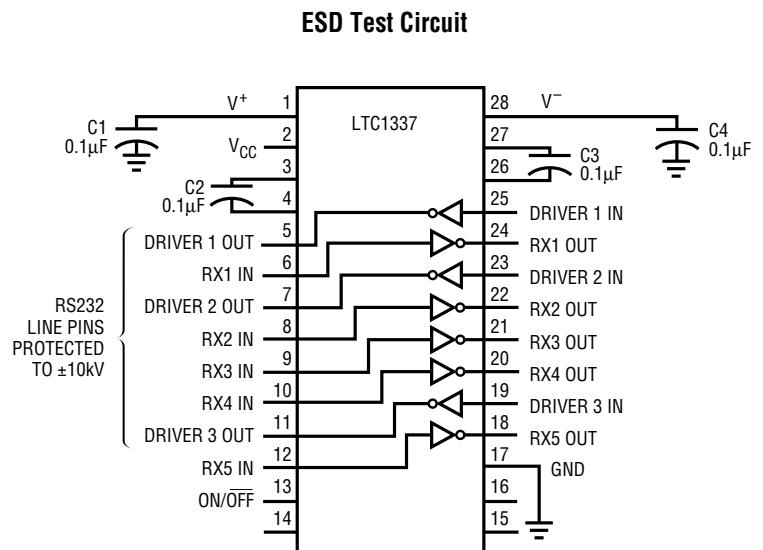 ESD Test Circuit
LTC1337
V+ 1
C1
0.1µF
2
VCC
3
C2
0.1µF
4
DRIVER 1 OUT 5
RX1 IN 6
DRIVER 2 OUT 7
RX2 IN 8
RX3 IN 9
RX4 IN 10
DRIVER 3 OUT 11
RX5 IN 12
ON/OFF 13
14
RS232
LINE PINS
PROTECTED
TO ±10kV
28 V−
C4
0.1µF
27
C3
0.1µF
26
25 DRIVER 1 IN
24 RX1 OUT
23 DRIVER 2 IN
22 RX2 OUT
21 RX3 OUT
20 RX4 OUT
19 DRIVER 3 IN
18 RX5 OUT
17 GND
16
15